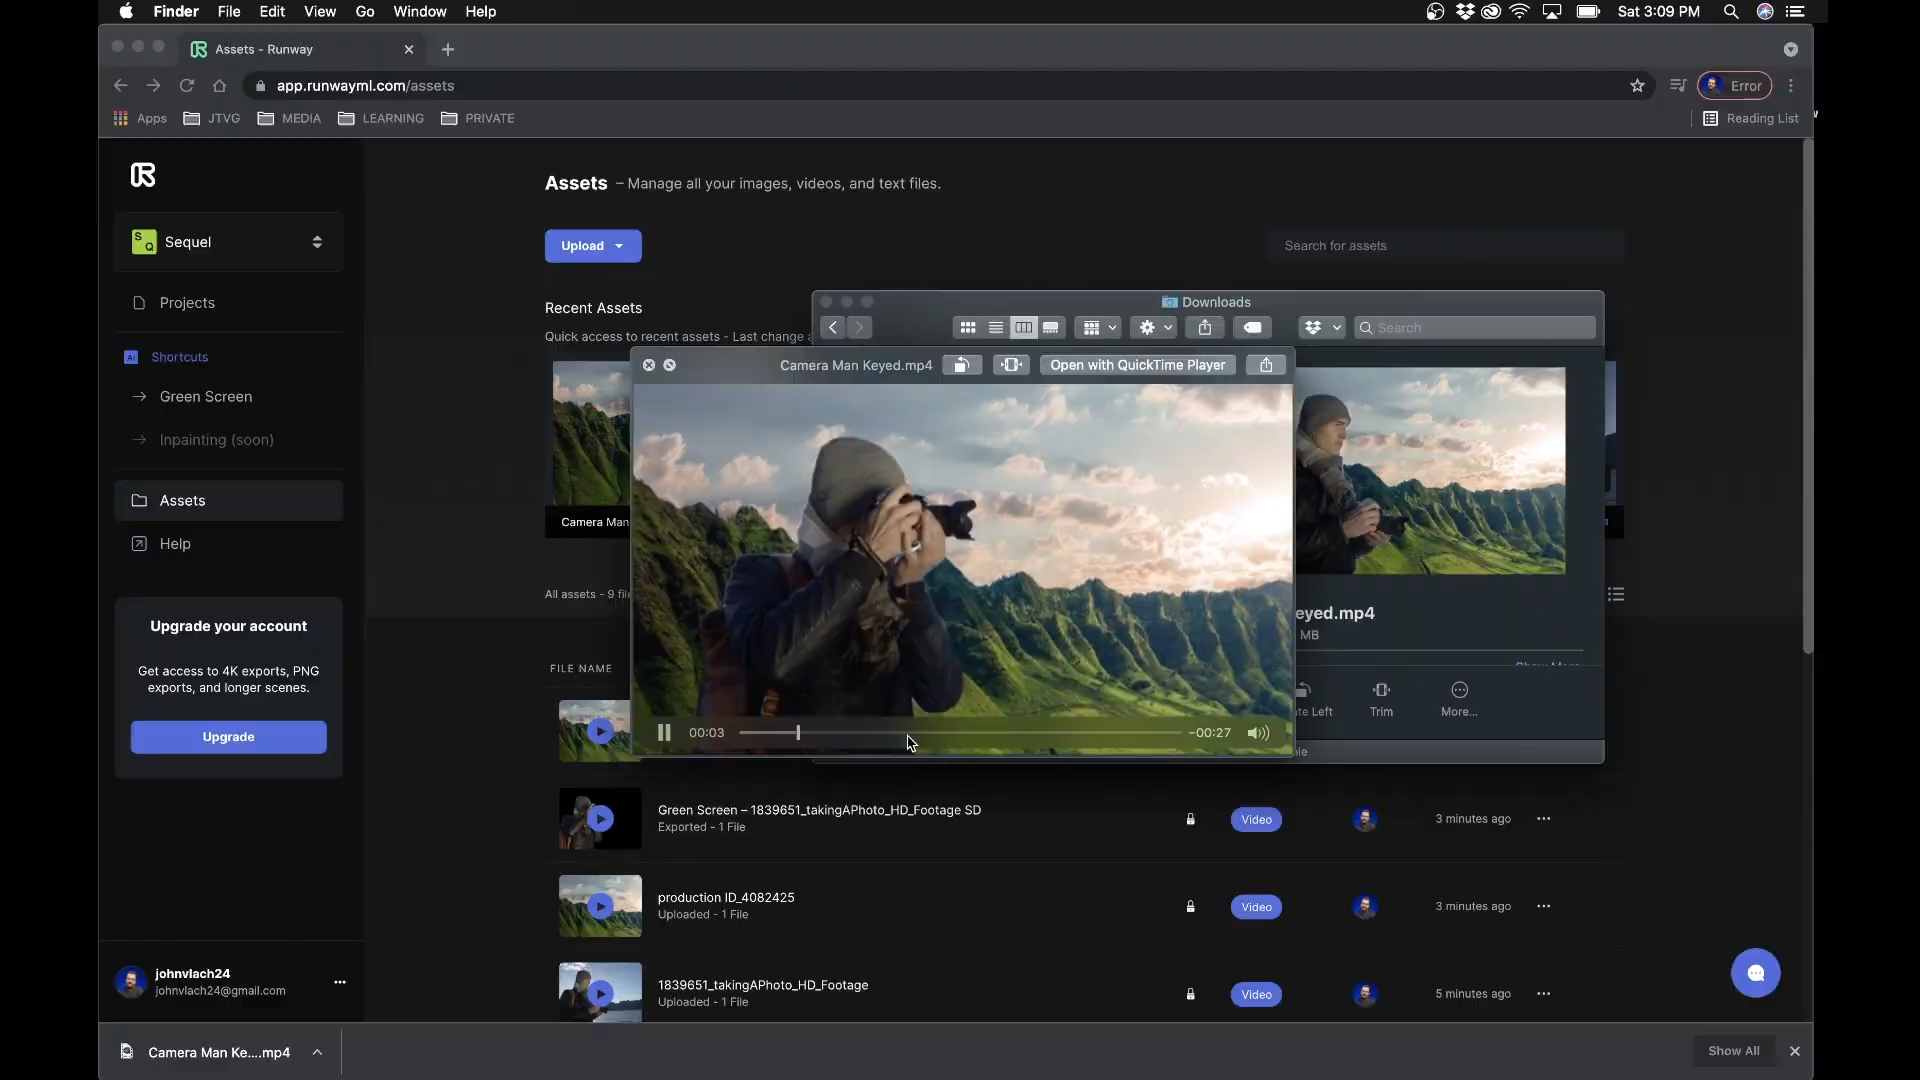 Finder File Edit View Go Window Help
Sat 3:09 PM
Assets - Runway
app.runwayml.com/assets
Error
Apps JTVG MEDIA LEARNING PRIVATE
Reading List
Assets – Manage all your images, videos, and text files.
S Q Sequel
Upload
Search for assets
Projects
Recent Assets
Quick access to recent assets - Last change
Downloads
Search
Shortcuts
Green Screen
Inpainting (soon)
Camera Man Keyed.mp4
Open with QuickTime Player
Assets
Help
Camera Man
All assets - 9
eyed.mp4
MB
Upgrade your account
Get access to 4K exports, PNG
exports, and longer scenes.
Upgrade
FILE NAME
Left
Trim
More...
00:03
-00:27
Green Screen – 1839651_takingAPhoto_HD_Footage SD
Exported - 1 File
Video
3 minutes ago
production ID_4082425
Uploaded - 1 File
Video
3 minutes ago
1839651_takingAPhoto_HD_Footage
Uploaded - 1 File
Video
5 minutes ago
johnvlach24
johnvlach24@gmail.com
Camera Man Ke....mp4
Show All